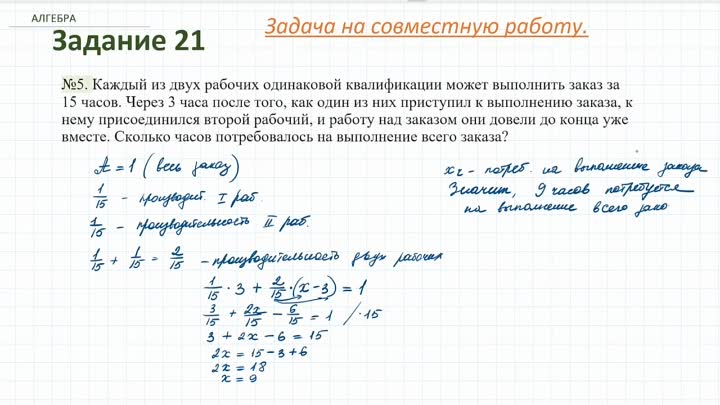 АЛГЕБРА
Задание 21
Задача на совместную работу.
№5. Каждый из двух рабочих одинаковой квалификации может выполнить заказ за
15 часов. Через 3 часа после того, как один из них приступил к выполнению заказа, к
нему присоединился второй рабочий, и работу над заказом они довели до конца уже
вместе. Сколько часов потребовалось на выполнение всего заказа?
A = 1 (весь заказ)
1/15 - производит. I раб.
1/15 - производительность II раб.
1/15 + 1/15 = 2/15 - производительность двух рабочих
1/15 · 3 + 2/15 · (x - 3) = 1
3/15 + 2x/15 - 6/15 = 1 / · 15
3 + 2x - 6 = 15
2x = 15 - 3 + 6
2x = 18
x = 9
x ч - потреб. на выполнение заказа
Значит, 9 часов потребуется
на выполнение всего зако